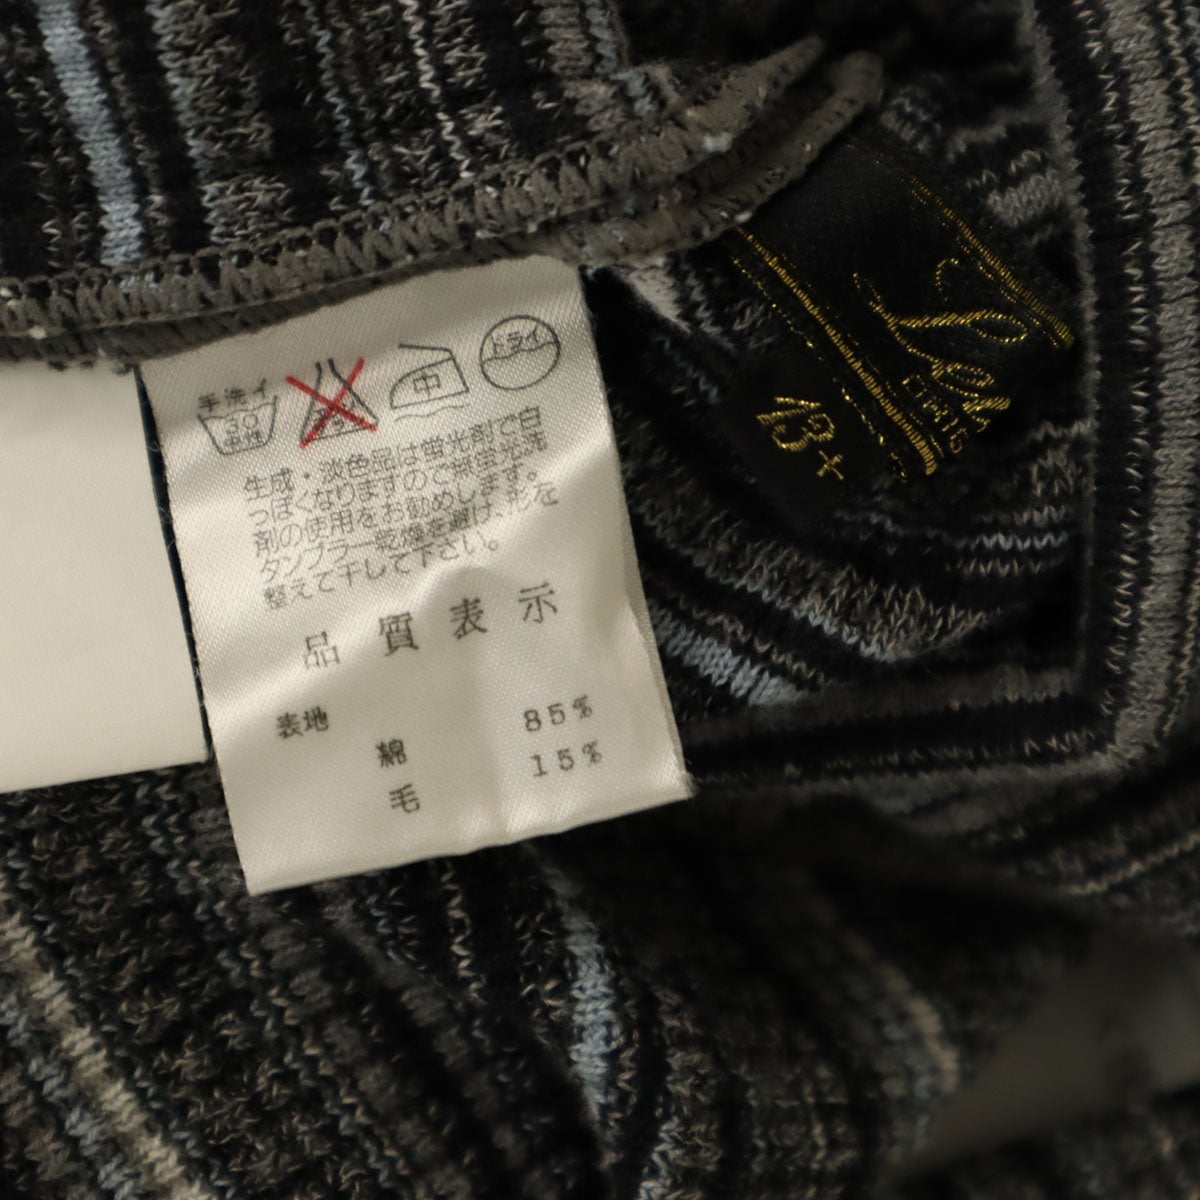 手洗イ
30
中性
中
ドライ
生成・淡色品は蛍光剤で白
っぽくなりますので無蛍光洗
剤の使用をお勧めします。
タンブラー乾燥を避け、形を
整えて干して下さい。
品質表示
表地
綿 85%
毛 15%
13+